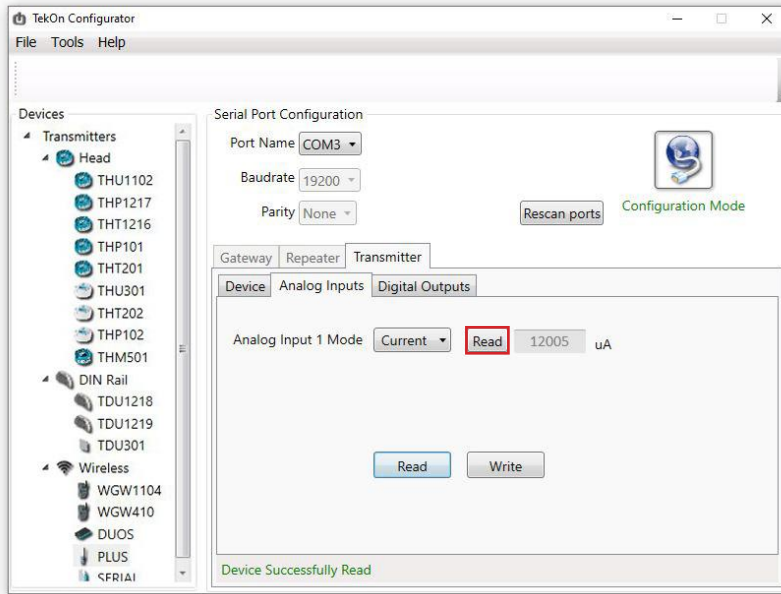 TekOn Configurator
File Tools Help
Devices
Transmitters
Head
THU1102
THP1217
THT1216
THP101
THT201
THU301
THT202
THP102
THM501
DIN Rail
TDU1218
TDU1219
TDU301
Wireless
WGW1104
WGW410
DUOS
PLUS
SERIAL
Serial Port Configuration
Port Name COM3
Baudrate 19200
Parity None
Rescan ports
Configuration Mode
Gateway Repeater Transmitter
Device Analog Inputs Digital Outputs
Analog Input 1 Mode Current Read 12005 uA
Read Write
Device Successfully Read